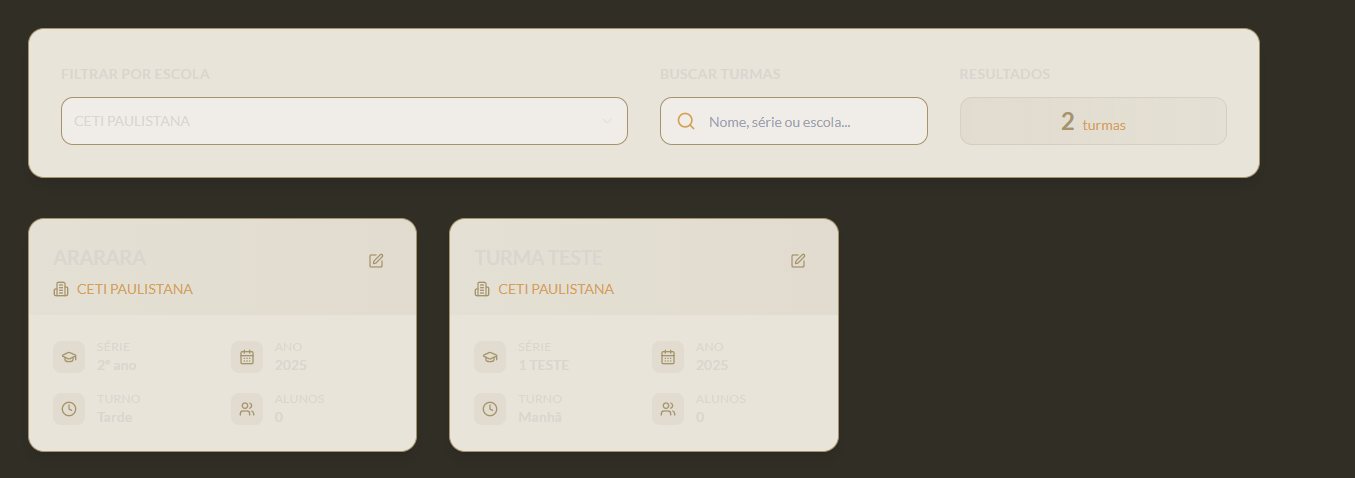 FILTRAR POR ESCOLA
CETI PAULISTANA
BUSCAR TURMAS
Nome, série ou escola...
RESULTADOS
2 turmas
ARARARA
CETI PAULISTANA
SÉRIE
2º ano
ANO
2025
TURNO
Tarde
ALUNOS
0
TURMA TESTE
CETI PAULISTANA
SÉRIE
1 TESTE
ANO
2025
TURNO
Manhã
ALUNOS
0